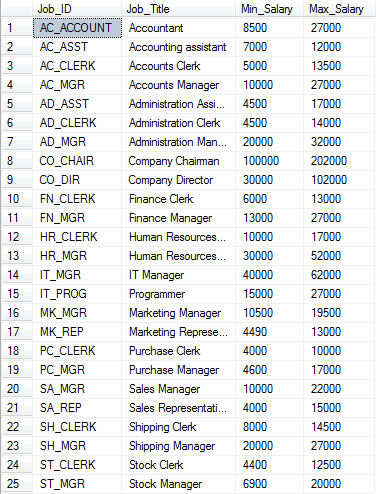 Job_ID Job_Title Min_Salary Max_Salary
1 AC_ACCOUNT Accountant 8500 27000
2 AC_ASST Accounting assistant 7000 12000
3 AC_CLERK Accounts Clerk 5000 13500
4 AC_MGR Accounts Manager 10000 27000
5 AD_ASST Administration Assi... 4500 17000
6 AD_CLERK Administration Clerk 4500 14000
7 AD_MGR Administration Man... 20000 32000
8 CO_CHAIR Company Chairman 100000 202000
9 CO_DIR Company Director 30000 102000
10 FN_CLERK Finance Clerk 6000 13000
11 FN_MGR Finance Manager 13000 27000
12 HR_CLERK Human Resources... 10000 17000
13 HR_MGR Human Resources... 30000 52000
14 IT_MGR IT Manager 40000 62000
15 IT_PROG Programmer 15000 27000
16 MK_MGR Marketing Manager 10500 19500
17 MK_REP Marketing Represe... 4490 13000
18 PC_CLERK Purchase Clerk 4000 10000
19 PC_MGR Purchase Manager 4600 17000
20 SA_MGR Sales Manager 10000 22000
21 SA_REP Sales Representati... 4000 15000
22 SH_CLERK Shipping Clerk 8000 14500
23 SH_MGR Shipping Manager 20000 27000
24 ST_CLERK Stock Clerk 4400 12500
25 ST_MGR Stock Manager 6900 20000